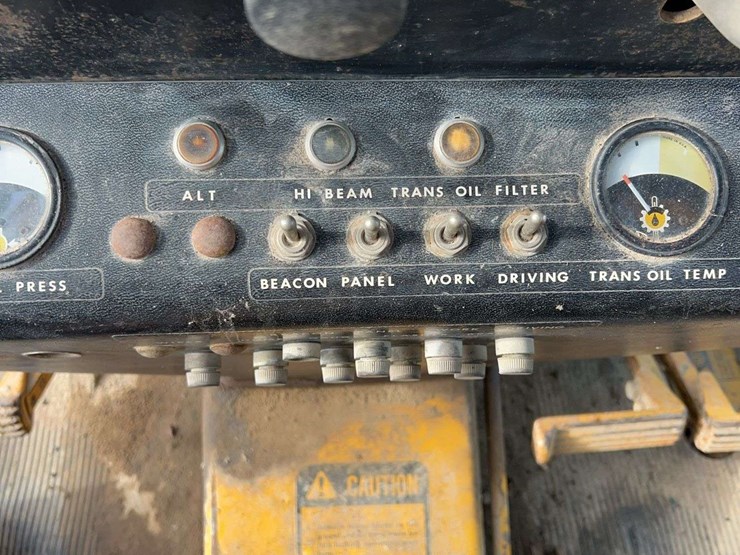 ALT HI BEAM TRANS OIL FILTER
PRESS
BEACON PANEL WORK DRIVING TRANS OIL TEMP
CAUTION